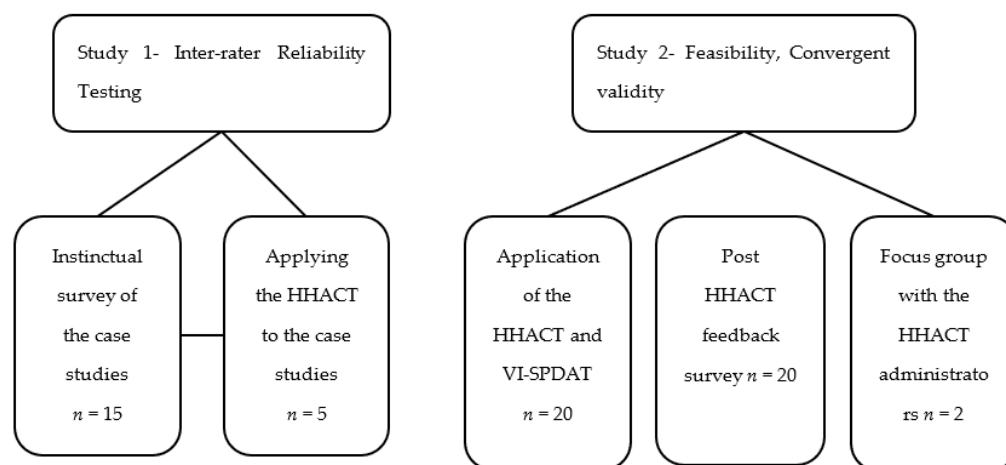 Study 1- Inter-rater Reliability
Testing
Study 2- Feasibility, Convergent
validity
Instinctual
survey of
the case
studies
n = 15
Applying
the HHACT
to the case
studies
n = 5
Application
of the
HHACT and
VI-SPDAT
n = 20
Post
HHACT
feedback
survey n = 20
Focus group
with the
HHACT
administrato
rs n = 2